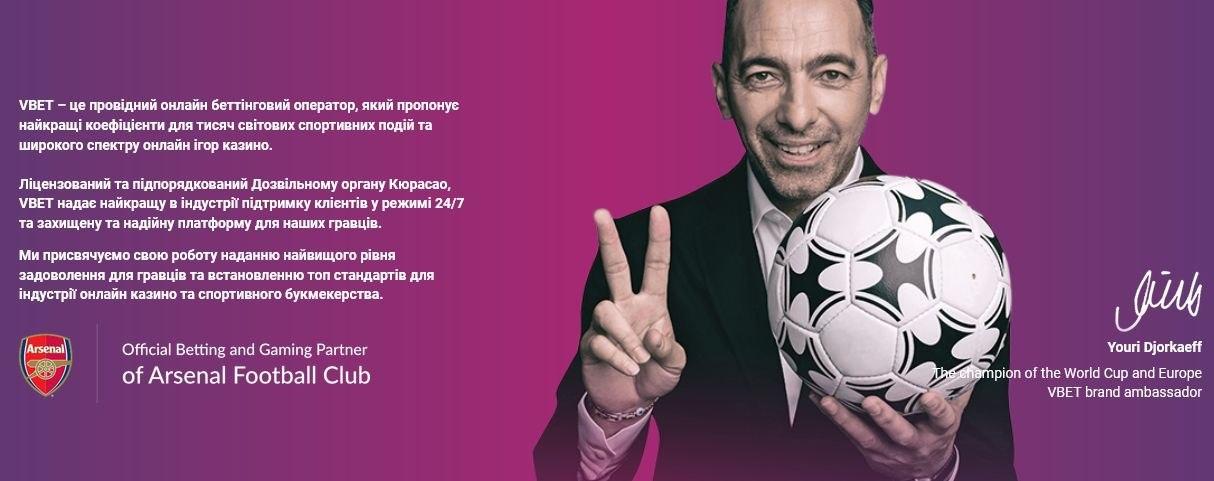 VBET – це провідний онлайн беттінговий оператор, який пропонує
найкращі коефіцієнти для тисяч світових спортивних подій та
широкого спектру онлайн ігор казино.
Ліцензований та підпорядкований Дозвільному органу Кюрасао,
VBET надає найкращу в індустрії підтримку клієнтів у режимі 24/7
та захищену та надійну платформу для наших гравців.
Ми присвячуємо свою роботу наданню найвищого рівня
задоволення для гравців та встановленню топ стандартів для
індустрії онлайн казино та спортивного букмекерства.
Arsenal
Official Betting and Gaming Partner
of Arsenal Football Club
Youri Djorkaeff
The champion of the World Cup and Europe
VBET brand ambassador